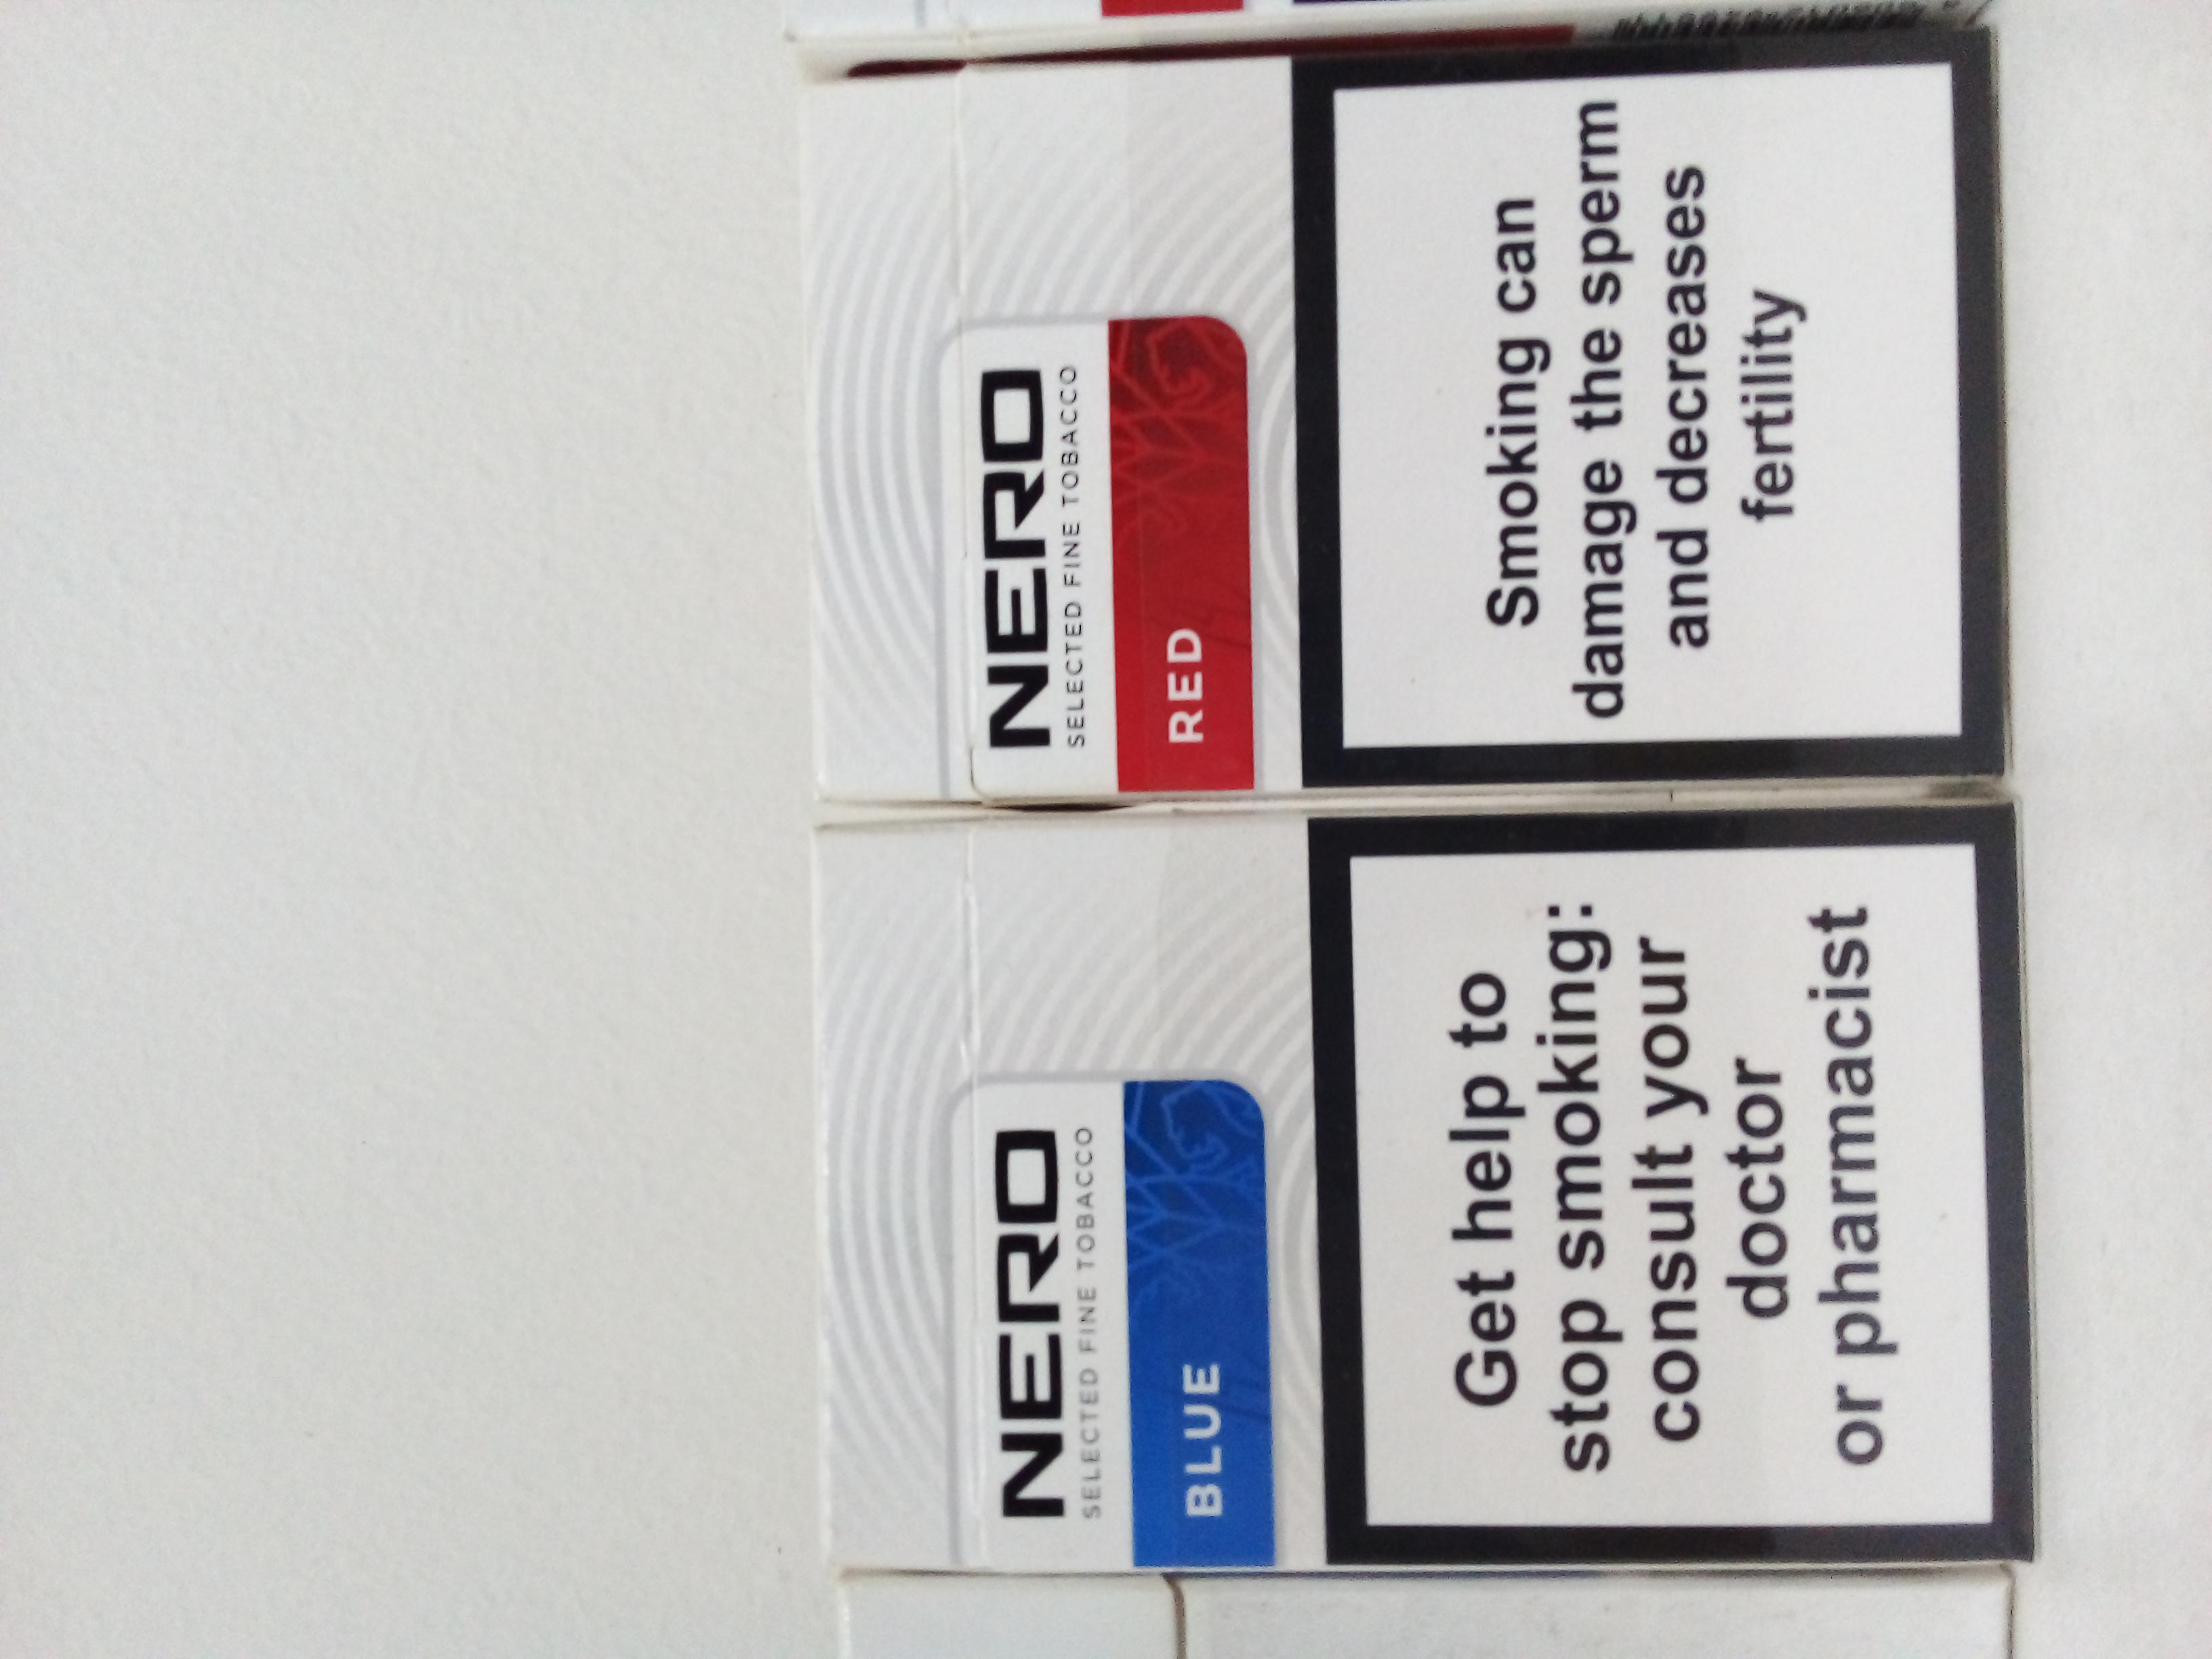 NERO
SELECTED FINE TOBACCO
BLUE
Get help to
stop smoking:
consult your
doctor
or pharmacist
NERO
SELECTED FINE TOBACCO
RED
Smoking can
damage the sperm
and decreases
fertility